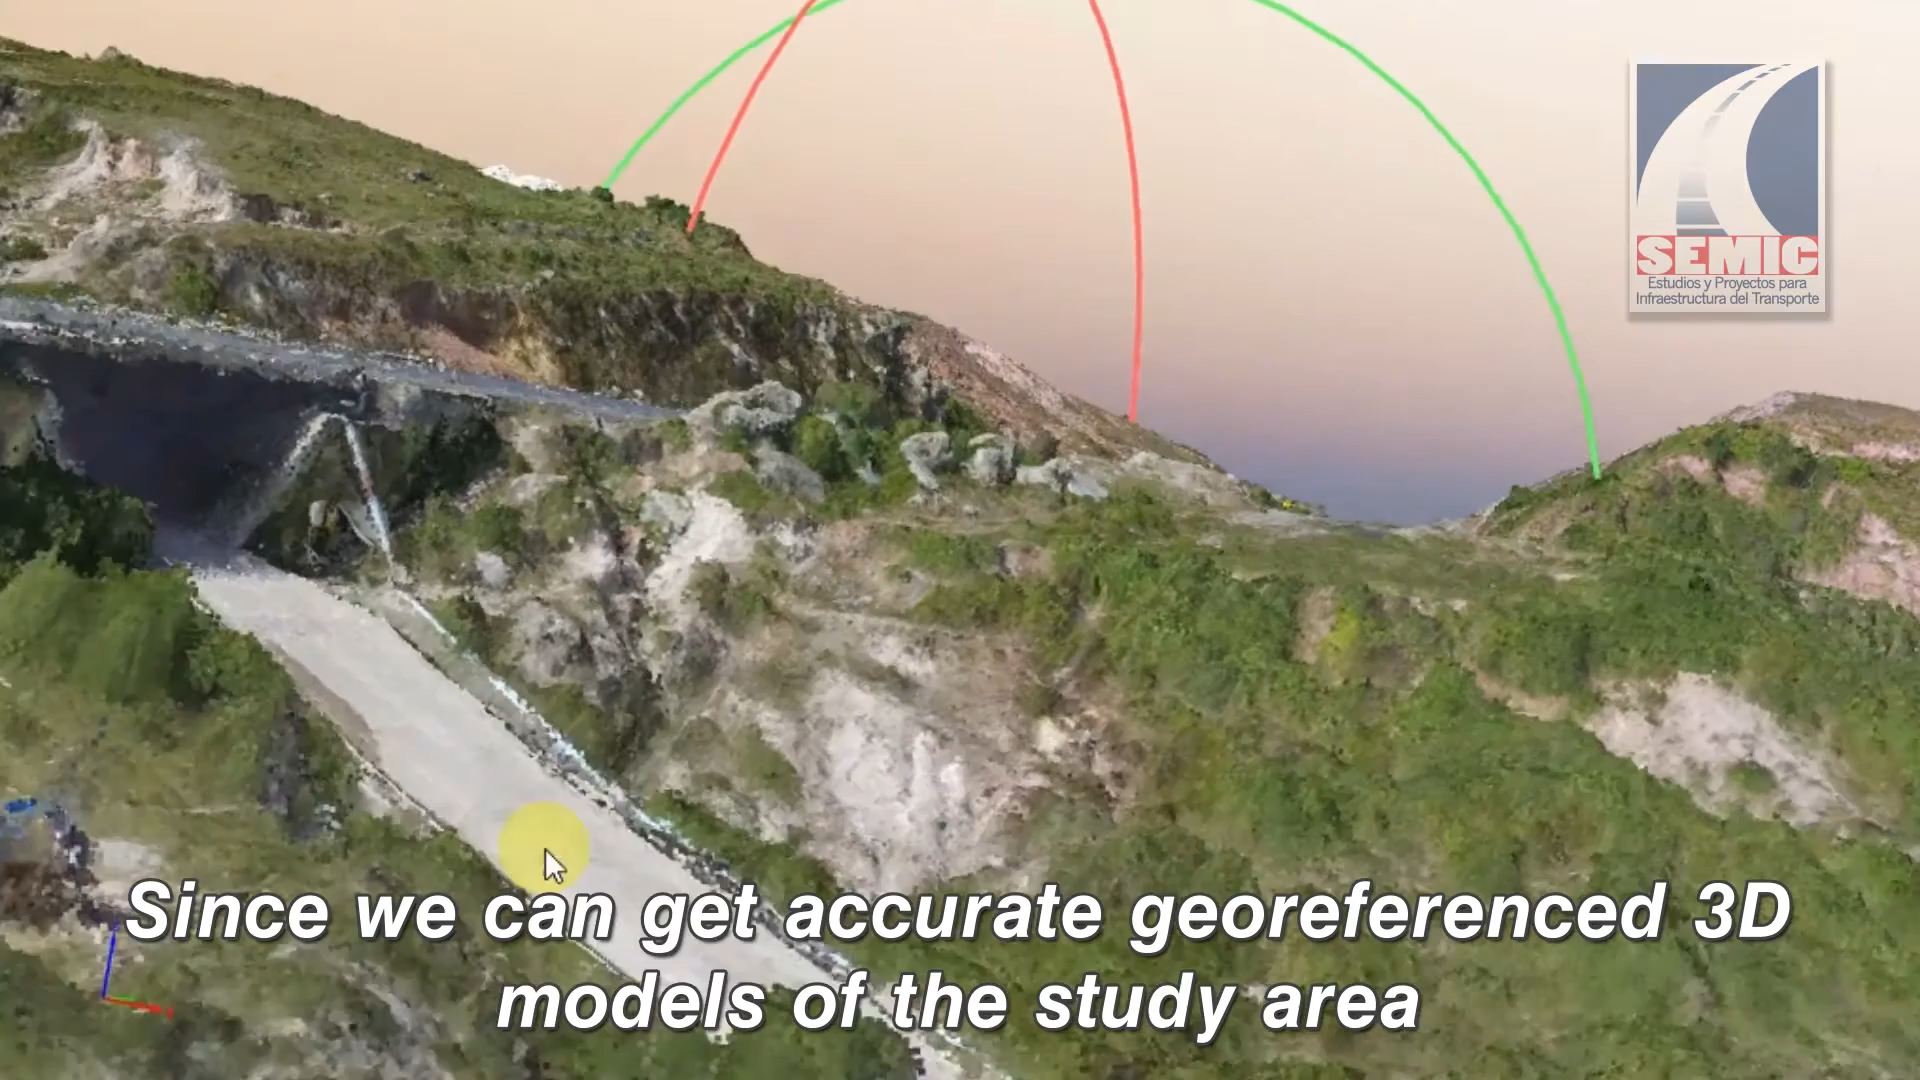 SEMIC
Estudios y Proyectos para
Infraestructura del Transporte
Since we can get accurate georeferenced 3D
models of the study area